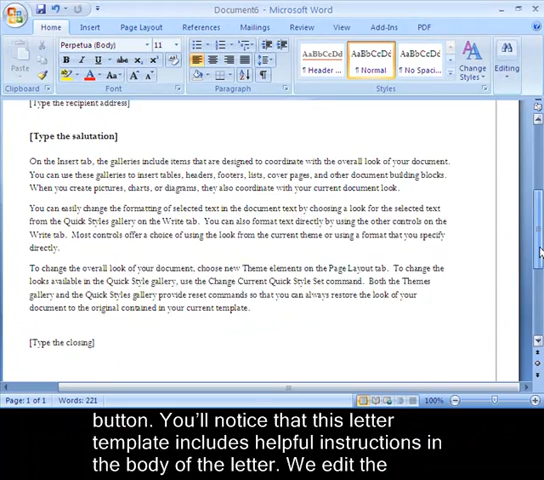 Document6 - Microsoft Word
Home Insert Page Layout References Mailings Review View Add-Ins PDF
Paste
Perpetua (Body) 11
B I U abc x₂ x² Aa
AaBbCcDc AaBbCcDc AaBbCcDc
¶ Header ... ¶ Normal ¶ No Spaci...
Change Styles
Editing
Clipboard Font Paragraph Styles
[Type the recipient address]
[Type the salutation]
On the Insert tab, the galleries include items that are designed to coordinate with the overall look of your document.
You can use these galleries to insert tables, headers, footers, lists, cover pages, and other document building blocks.
When you create pictures, charts, or diagrams, they also coordinate with your current document look.
You can easily change the formatting of selected text in the document text by choosing a look for the selected text
from the Quick Styles gallery on the Write tab. You can also format text directly by using the other controls on the
Write tab. Most controls offer a choice of using the look from the current theme or using a format that you specify
directly.
To change the overall look of your document, choose new Theme elements on the Page Layout tab. To change the
looks available in the Quick Style gallery, use the Change Current Quick Style Set command. Both the Themes
gallery and the Quick Styles gallery provide reset commands so that you can always restore the look of your
document to the original contained in your current template.
[Type the closing]
Page: 1 of 1 Words: 221 100%
button. You'll notice that this letter
template includes helpful instructions in
the body of the letter. We edit the